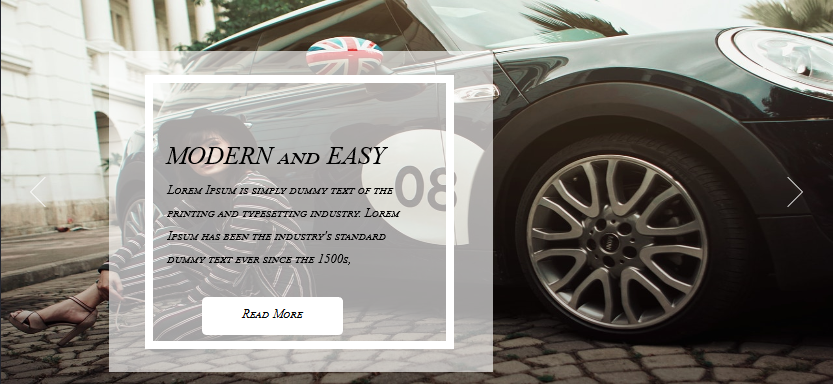 MODERN AND EASY
Lorem Ipsum is simply dummy text of the
printing and typesetting industry. Lorem
Ipsum has been the industry's standard
dummy text ever since the 1500s,
Read More
08